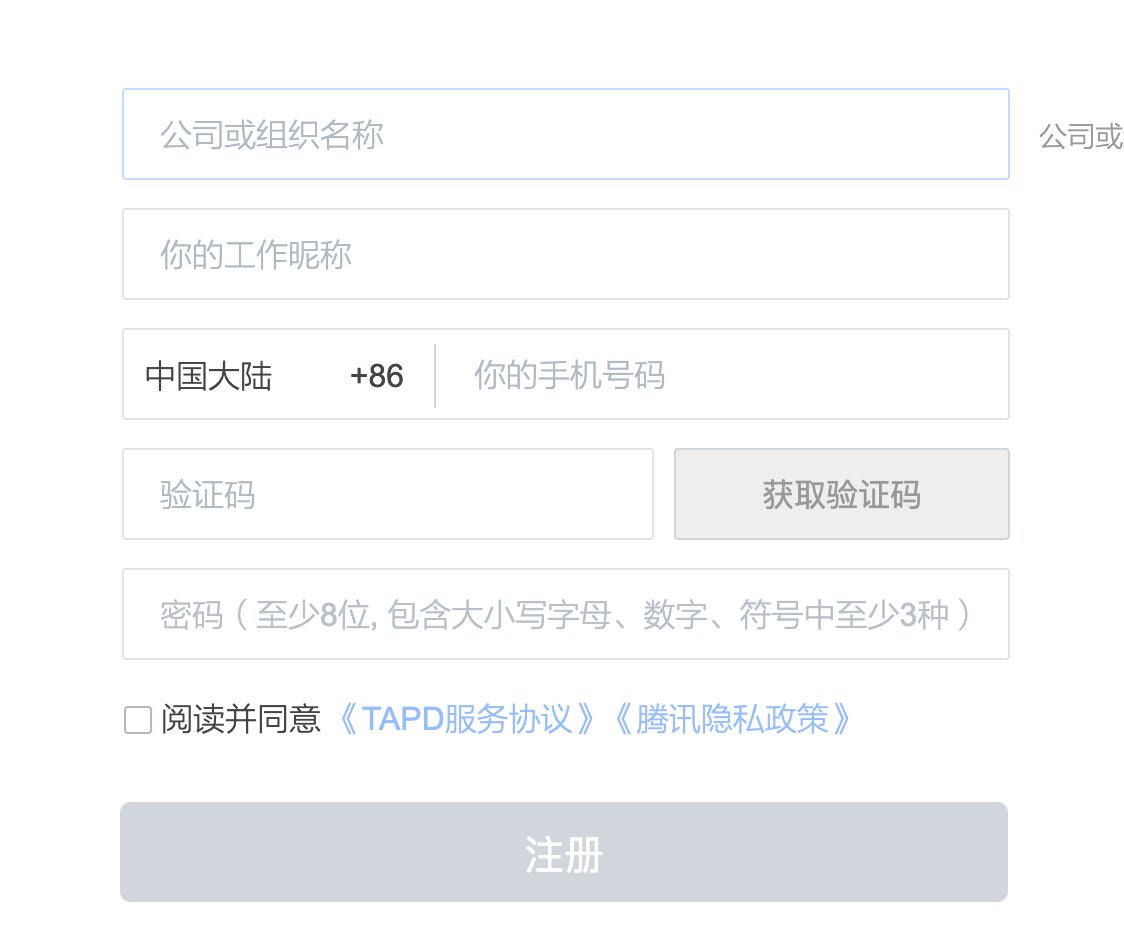 公司或组织名称 公司或
你的工作昵称
中国大陆 +86 你的手机号码
验证码 获取验证码
密码（至少8位, 包含大小写字母、数字、符号中至少3种）
阅读并同意《TAPD服务协议》《腾讯隐私政策》
注册